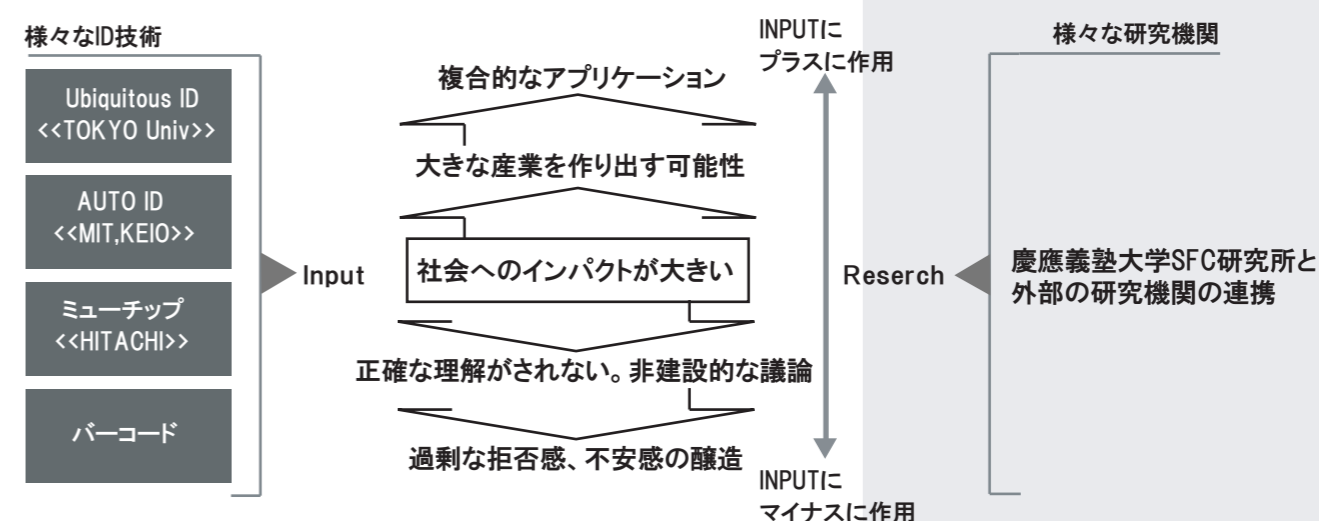 様々なID技術
Ubiquitous ID
<<TOKYO Univ>>
AUTO ID
<<MIT,KEIO>>
ミューチップ
<<HITACHI>>
バーコード
Input
複合的なアプリケーション
大きな産業を作り出す可能性
社会へのインパクトが大きい
正確な理解がされない。非建設的な議論
過剰な拒否感、不安感の醸造
INPUTに
プラスに作用
INPUTに
マイナスに作用
Reserch
様々な研究機関
慶應義塾大学SFC研究所と
外部の研究機関の連携